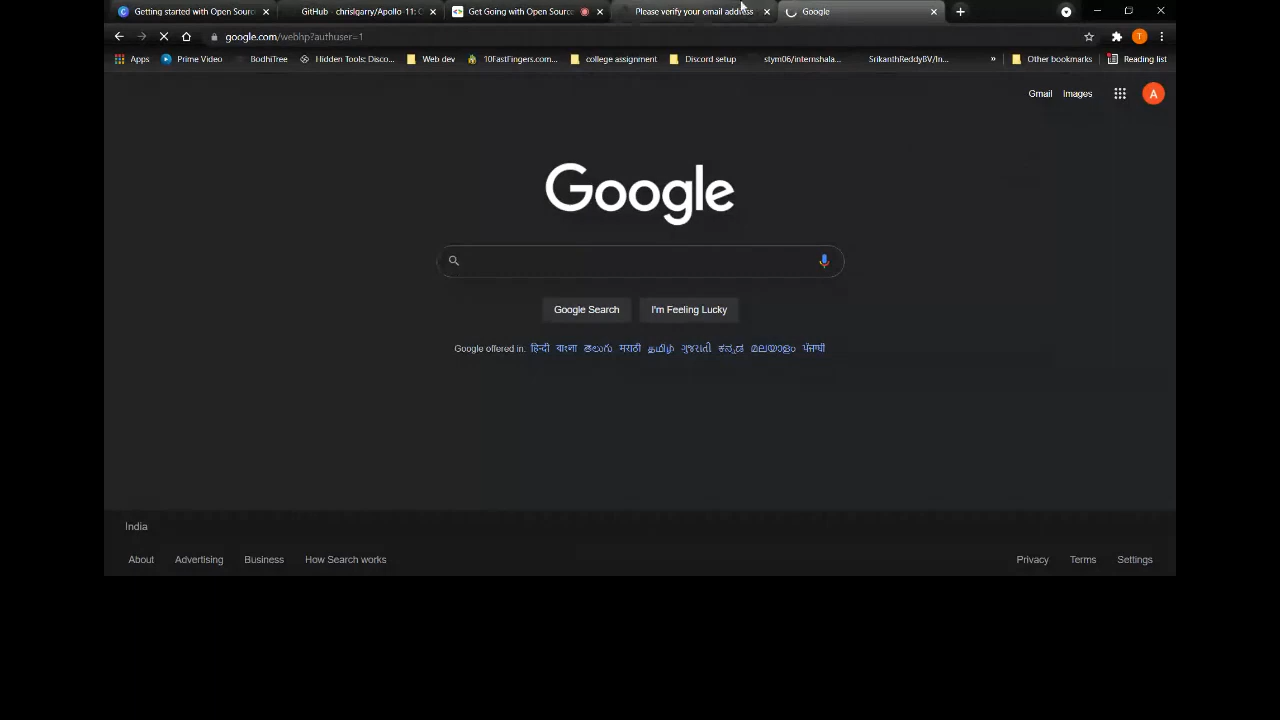 Getting started with Open Sourc GitHub - chrislgarry/Apollo-11: O Get Going with Open Source Please verify your email address Google
google.com/webhp?authuser=1
Apps Prime Video BodhiTree Hidden Tools: Disco... Web dev 10FastFingers.com... college assignment Discord setup stym06/internshala... SrikanthReddyBV/In... » Other bookmarks Reading list
Gmail Images A
T
Google
Google Search I'm Feeling Lucky
Google offered in: हिन्दी বাংলা తెలుగు मराठी தமிழ் ગુજરાતી ಕನ್ನಡ മലയാളം ਪੰਜਾਬੀ
India
About Advertising Business How Search works Privacy Terms Settings